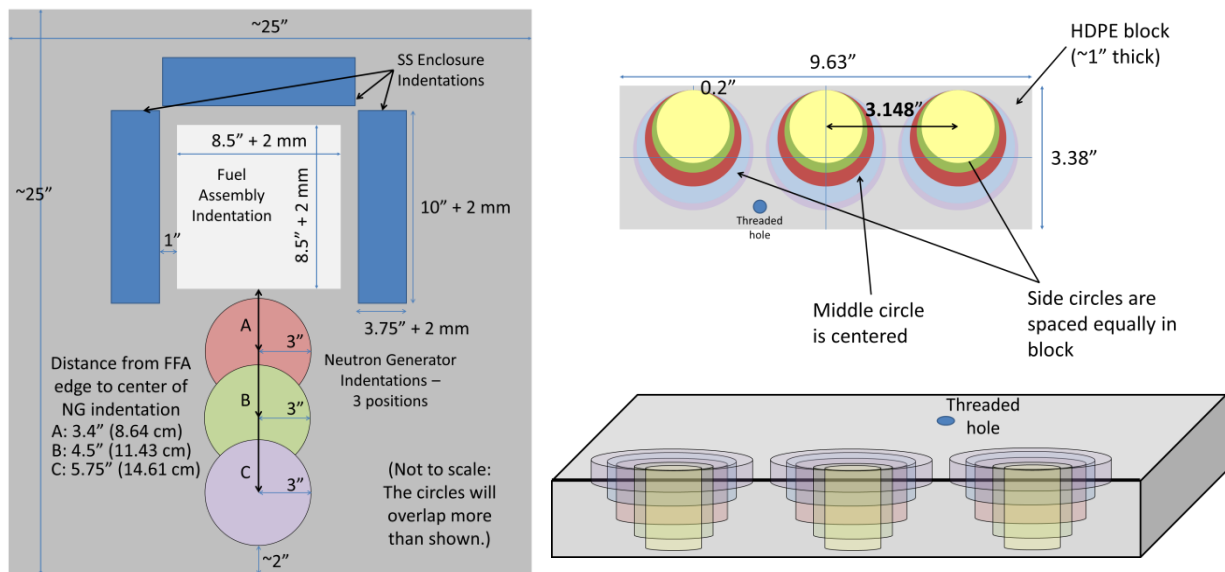 ~25”
SS Enclosure
Indentations
8.5” + 2 mm
Fuel
Assembly
Indentation
8.5” + 2 mm
~25”
10” + 2 mm
1”
3.75” + 2 mm
A
3”
B
3”
C
3”
Distance from FFA
edge to center of
NG indentation
A: 3.4” (8.64 cm)
B: 4.5” (11.43 cm)
C: 5.75” (14.61 cm)
Neutron Generator
Indentations –
3 positions
(Not to scale:
The circles will
overlap more
than shown.)
~2”
HDPE block
(~1” thick)
9.63”
0.2”
3.148”
3.38”
Threaded
hole
Middle circle
is centered
Side circles are
spaced equally in
block
Threaded
hole